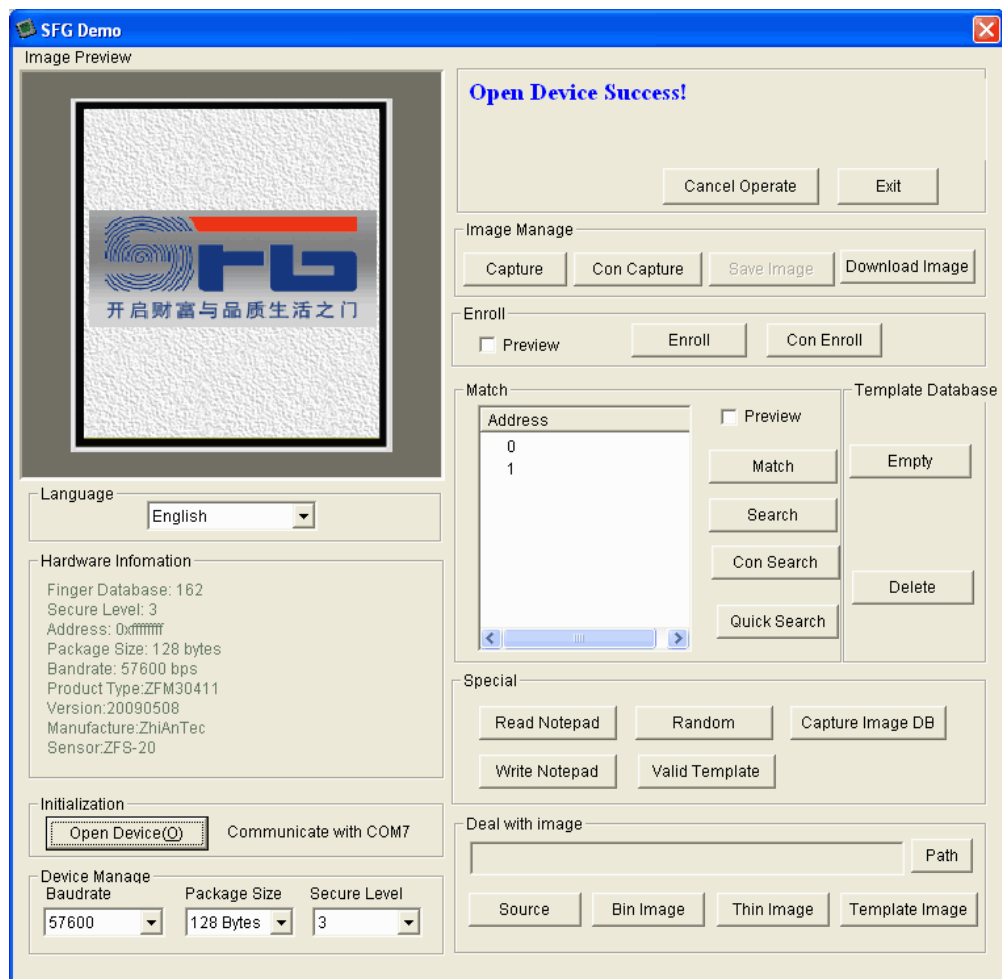 SFG Demo
Image Preview
SFG
开启财富与品质生活之门
Open Device Success!
Cancel Operate
Exit
Image Manage
Capture
Con Capture
Save Image
Download Image
Enroll
Preview
Enroll
Con Enroll
Match
Address
0
1
Preview
Match
Search
Con Search
Quick Search
Template Database
Empty
Delete
Language
English
Hardware Infomation
Finger Database: 162
Secure Level: 3
Address: 0xffffffff
Package Size: 128 bytes
Bandrate: 57600 bps
Product Type:ZFM30411
Version:20090508
Manufacture:ZhiAnTec
Sensor:ZFS-20
Special
Read Notepad
Random
Capture Image DB
Write Notepad
Valid Template
Initialization
Open Device(O)
Communicate with COM7
Device Manage
Baudrate
Package Size
Secure Level
57600
128 Bytes
3
Deal with image
Path
Source
Bin Image
Thin Image
Template Image